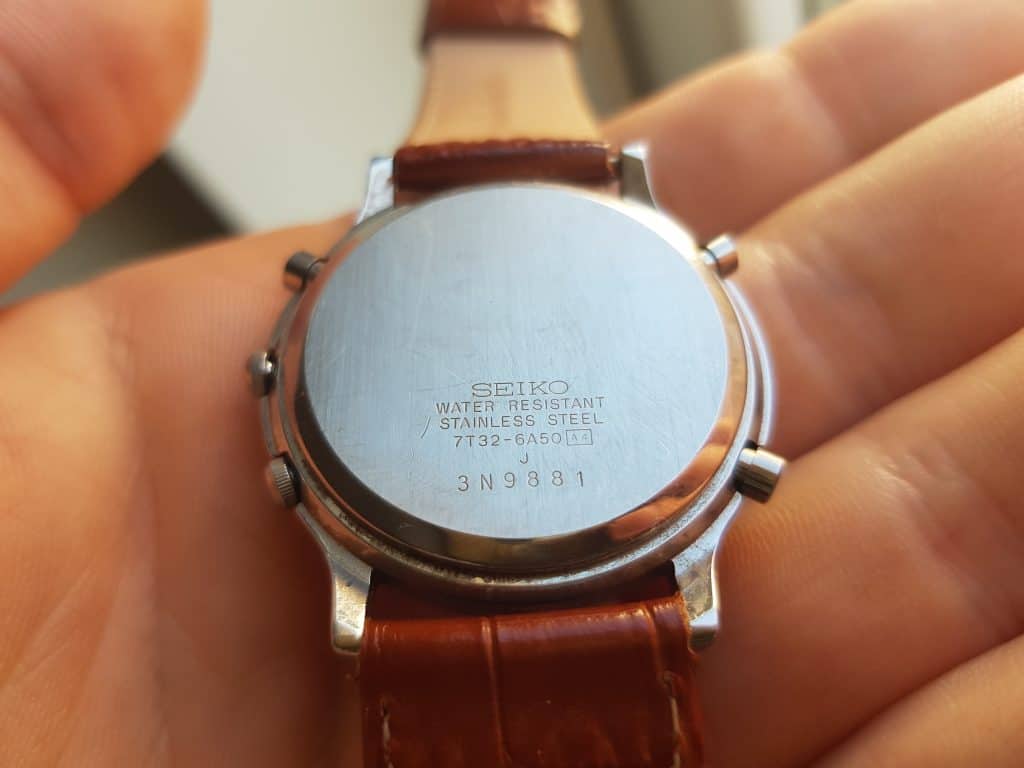 SEIKO
WATER RESISTANT
STAINLESS STEEL
7T32-6A50 A4
J
3N9881